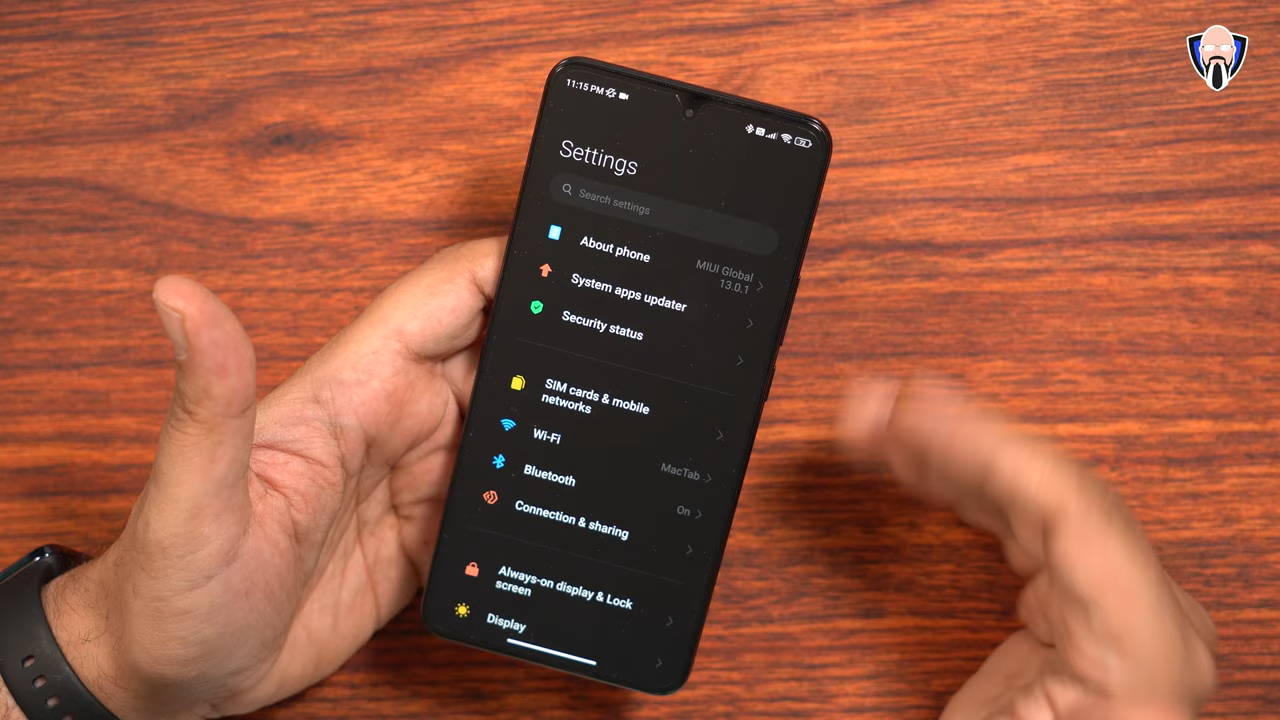 11:15 PM
Settings
Search settings
About phone
MIUI Global
13.0.1
System apps updater
Security status
SIM cards & mobile
networks
Wi-Fi
MacTab
Bluetooth
On
Connection & sharing
Always-on display & Lock
screen
Display